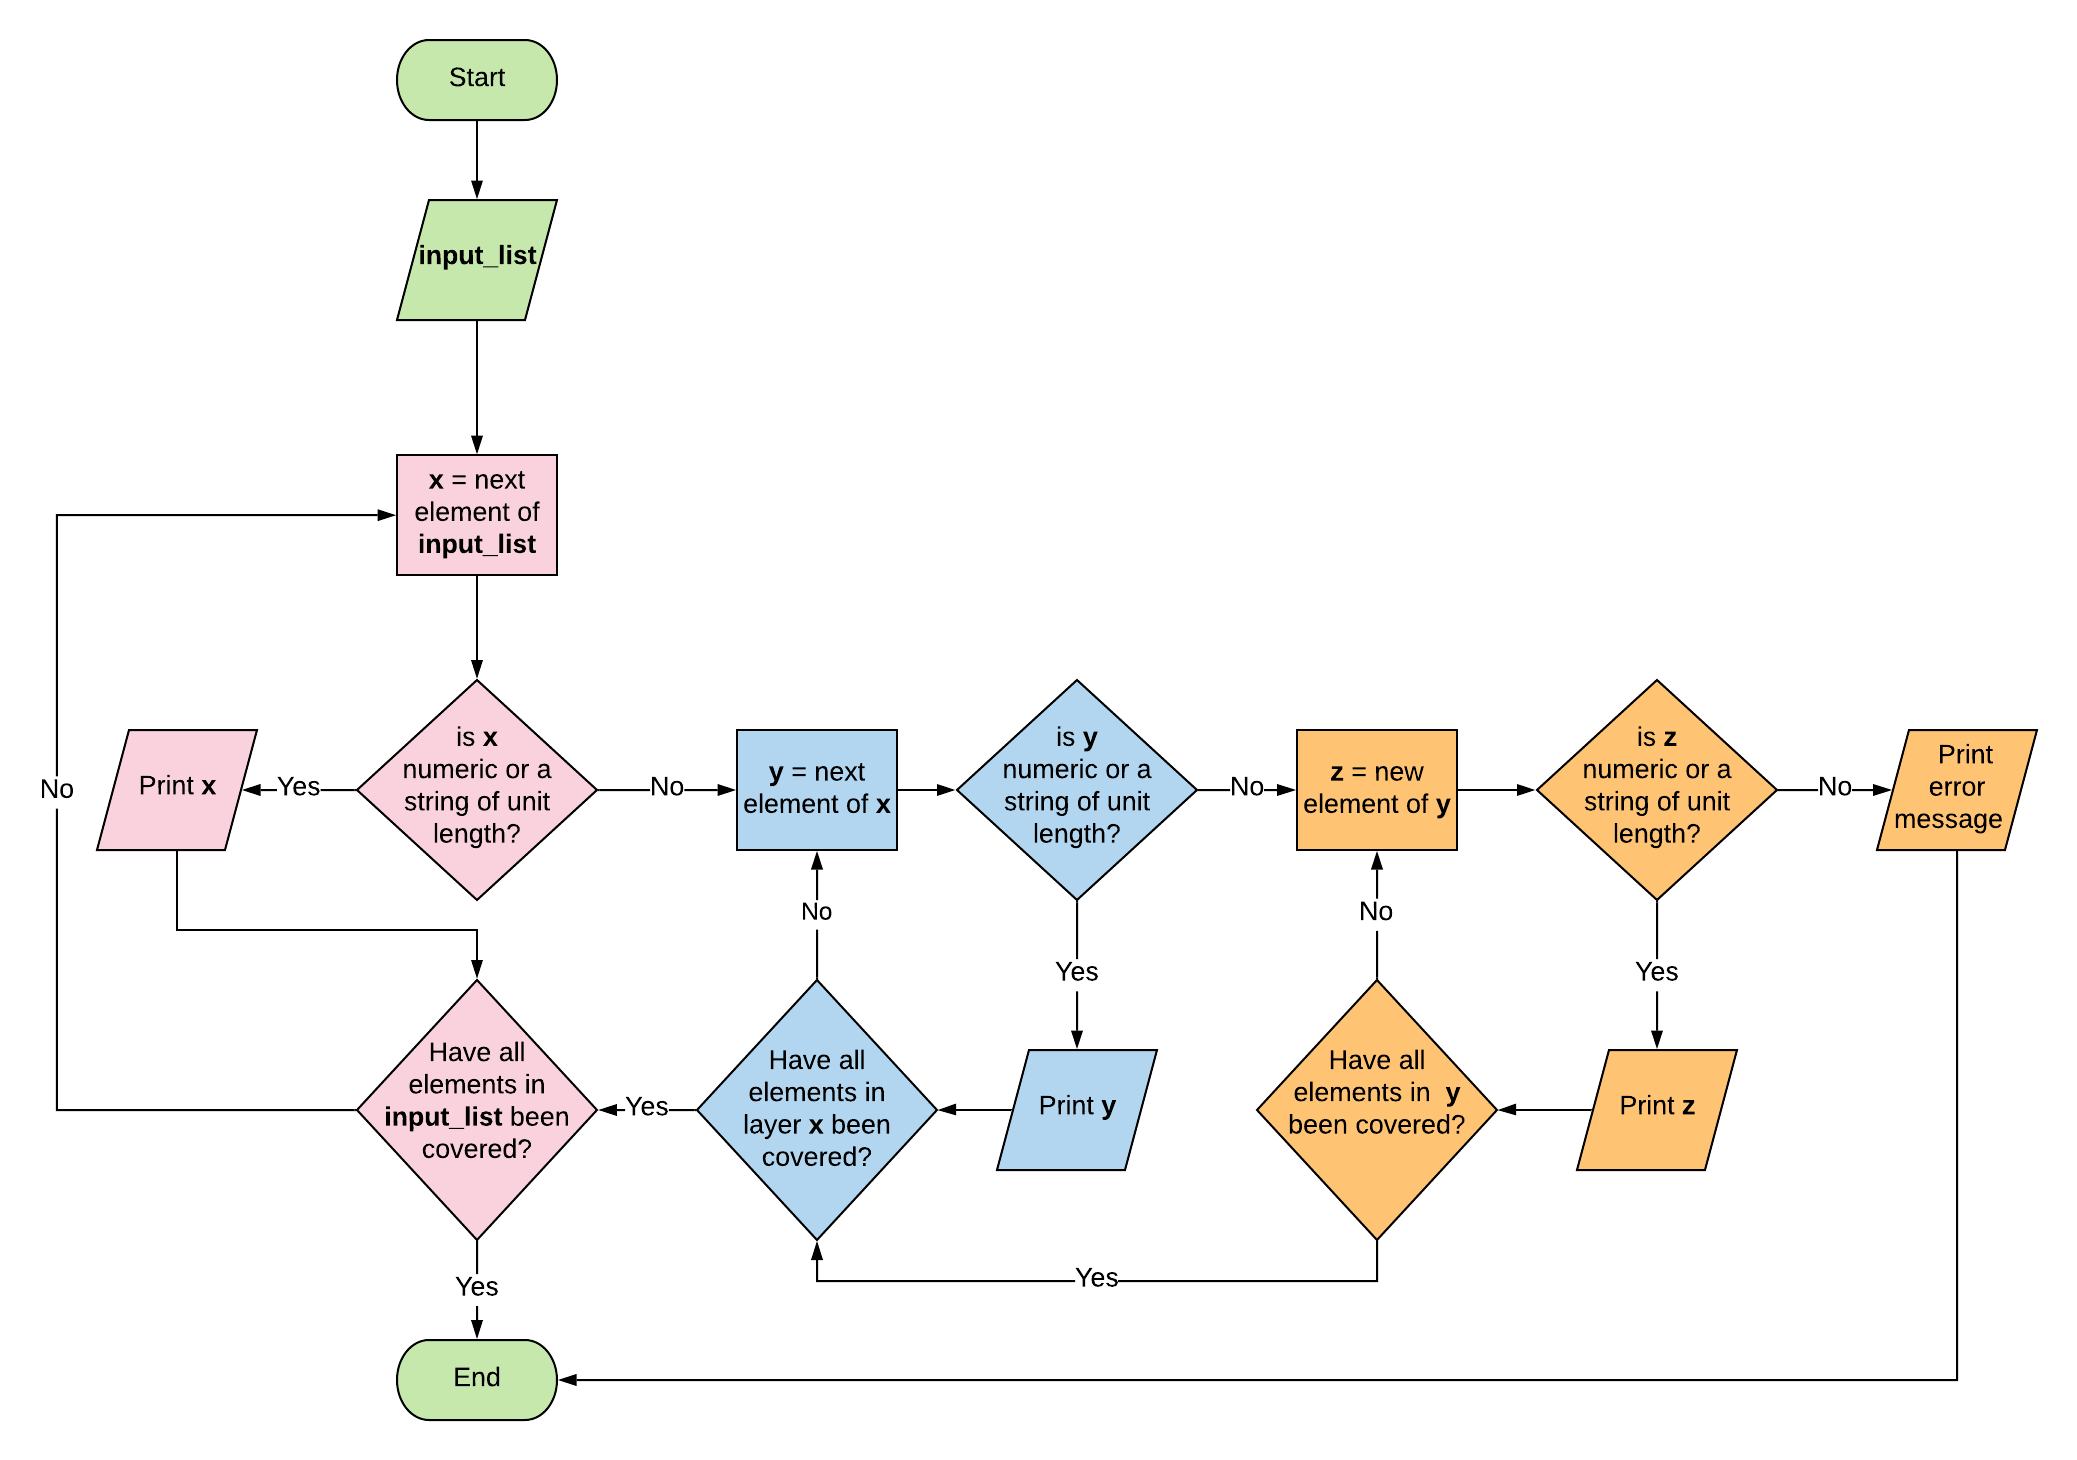 Start
input_list
x = next
element of
input_list
is x
numeric or a
string of unit
length?
Yes
Print x
No
No
y = next
element of x
is y
numeric or a
string of unit
length?
No
z = new
element of y
is z
numeric or a
string of unit
length?
No
Print
error
message
No
Yes
No
Yes
Have all
elements in
input_list been
covered?
Yes
Have all
elements in
layer x been
covered?
Print y
Have all
elements in y
been covered?
Print z
Yes
Yes
End